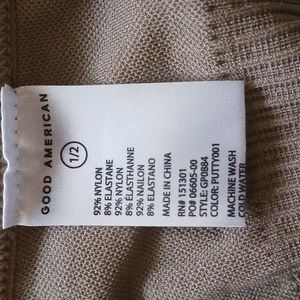 GOOD AMERICAN
1/2
92% NYLON
8% ELASTANE
92% NYLON
8% ÉLASTHANNE
92% NAILON
8% ELASTANO
MADE IN CHINA
RN# 151301
PO# 06605-00
STYLE: GP0884
COLOR: PUTTY001
MACHINE WASH
COLD WATER